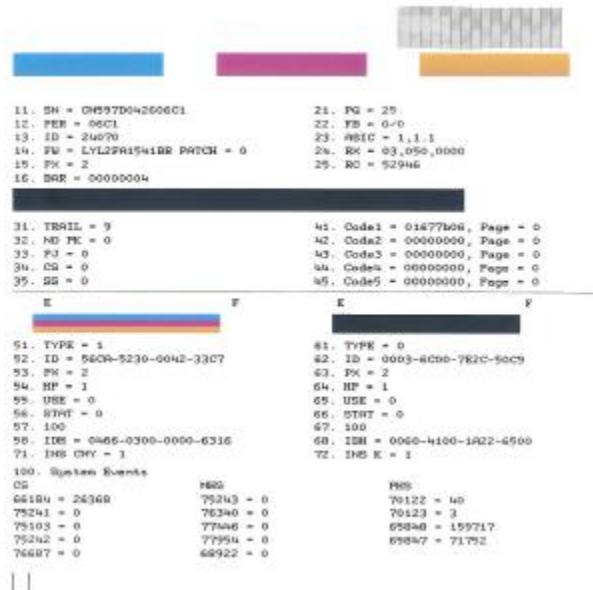 11. SN = CN597D042606C1
12. PER = 06C1
13. ID = 24070
14. FW = LYL2FA1541BR PATCH = 0
15. PX = 2
16. BAR = 00000004
21. PG = 25
22. FB = 0/0
23. ASIC = 1,1.1
24. RX = 03,050,0000
25. RC = 52946
31. TRAIL = 9
32. ND PK = 0
33. PJ = 0
34. CS = 0
35. SS = 0
41. Code1 = 01677b06, Page = 0
42. Code2 = 00000000, Page = 0
43. Code3 = 00000000, Page = 0
44. Code4 = 00000000, Page = 0
45. Code5 = 00000000, Page = 0
E F
E F
51. TYPE = 1
52. ID = 56CA-5230-0042-33C7
53. PX = 2
54. HP = 1
55. USE = 0
56. STAT = 0
57. 100
58. IDH = 0466-0300-0000-6316
71. INS CMY = 1
61. TYPE = 0
62. ID = 0003-6C00-7E2C-50C9
63. PX = 2
64. HP = 1
65. USE = 0
66. STAT = 0
67. 100
68. IDH = 0060-4100-1A22-6500
72. INS K = 1
100. System Events
CS
66184 = 26368
75241 = 0
75103 = 0
75242 = 0
76687 = 0
75243 = 0
76340 = 0
77446 = 0
77954 = 0
68922 = 0
PHS
70122 = 40
70123 = 3
65848 = 159717
65847 = 71752